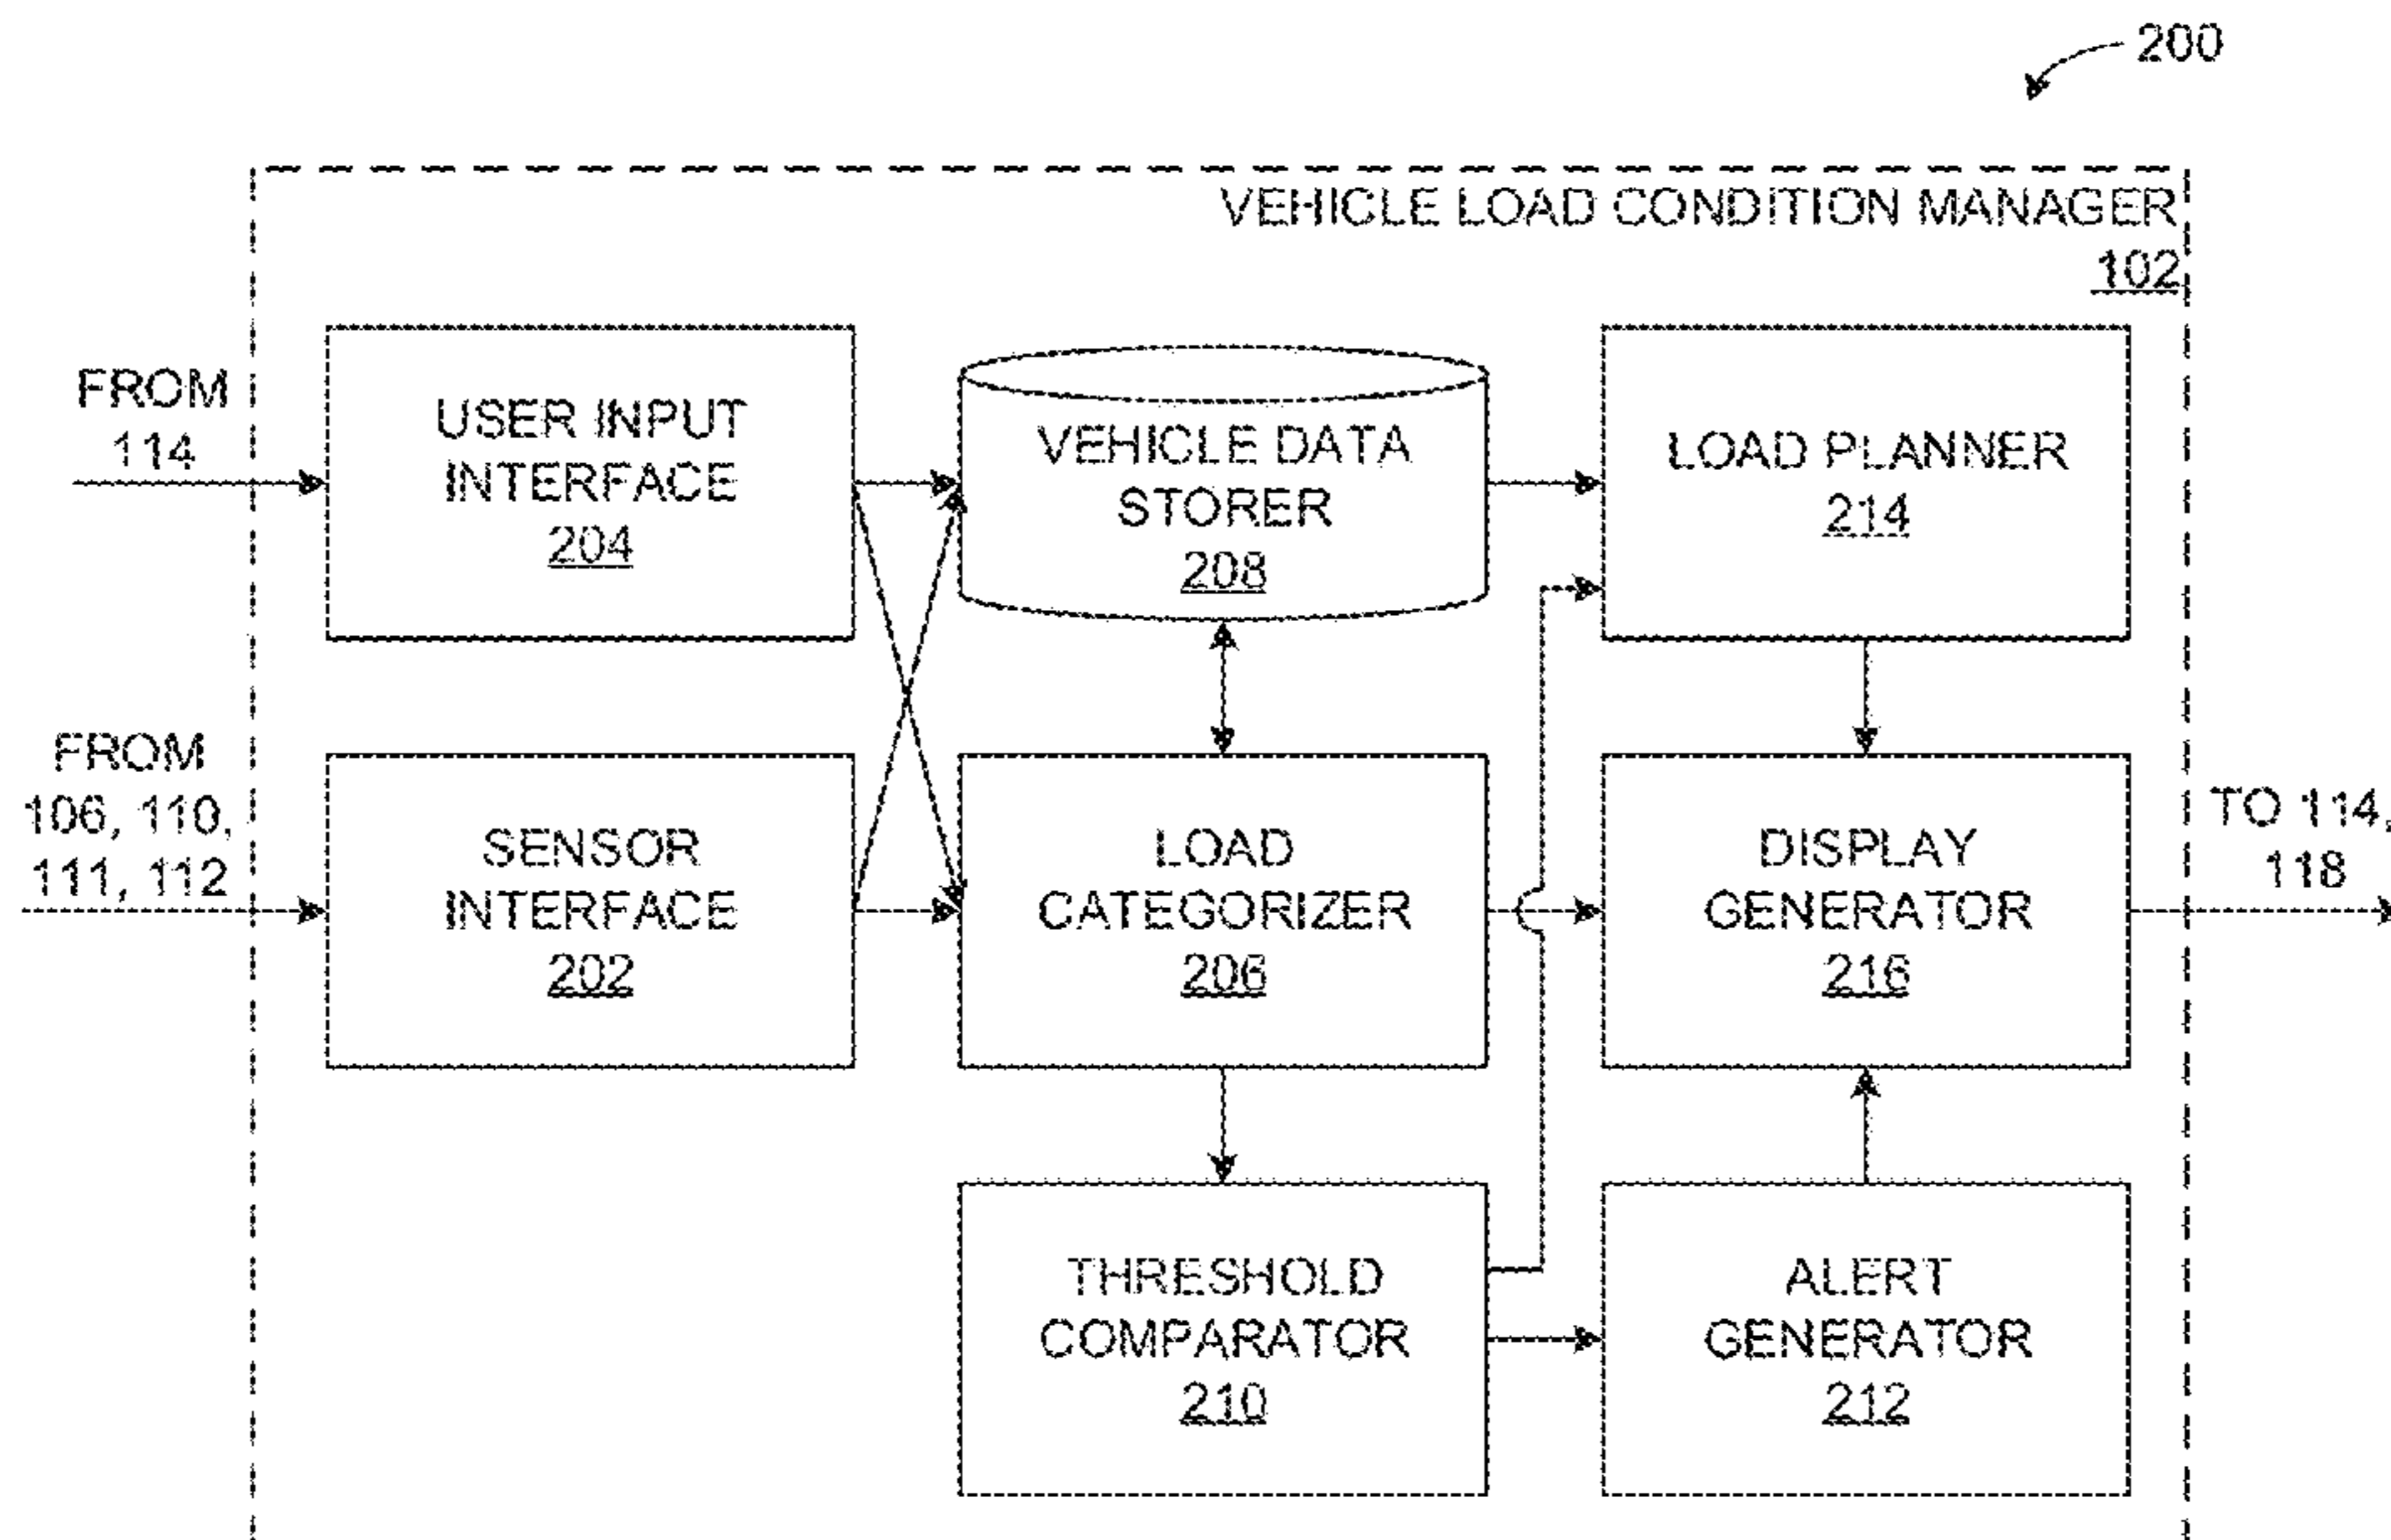 200
VEHICLE LOAD CONDITION MANAGER
102
FROM
114
USER INPUT
INTERFACE
204
VEHICLE DATA
STORER
208
LOAD PLANNER
214
FROM
106, 110,
111, 112
SENSOR
INTERFACE
202
LOAD
CATEGORIZER
206
DISPLAY
GENERATOR
216
TO 114,
118
THRESHOLD
COMPARATOR
210
ALERT
GENERATOR
212